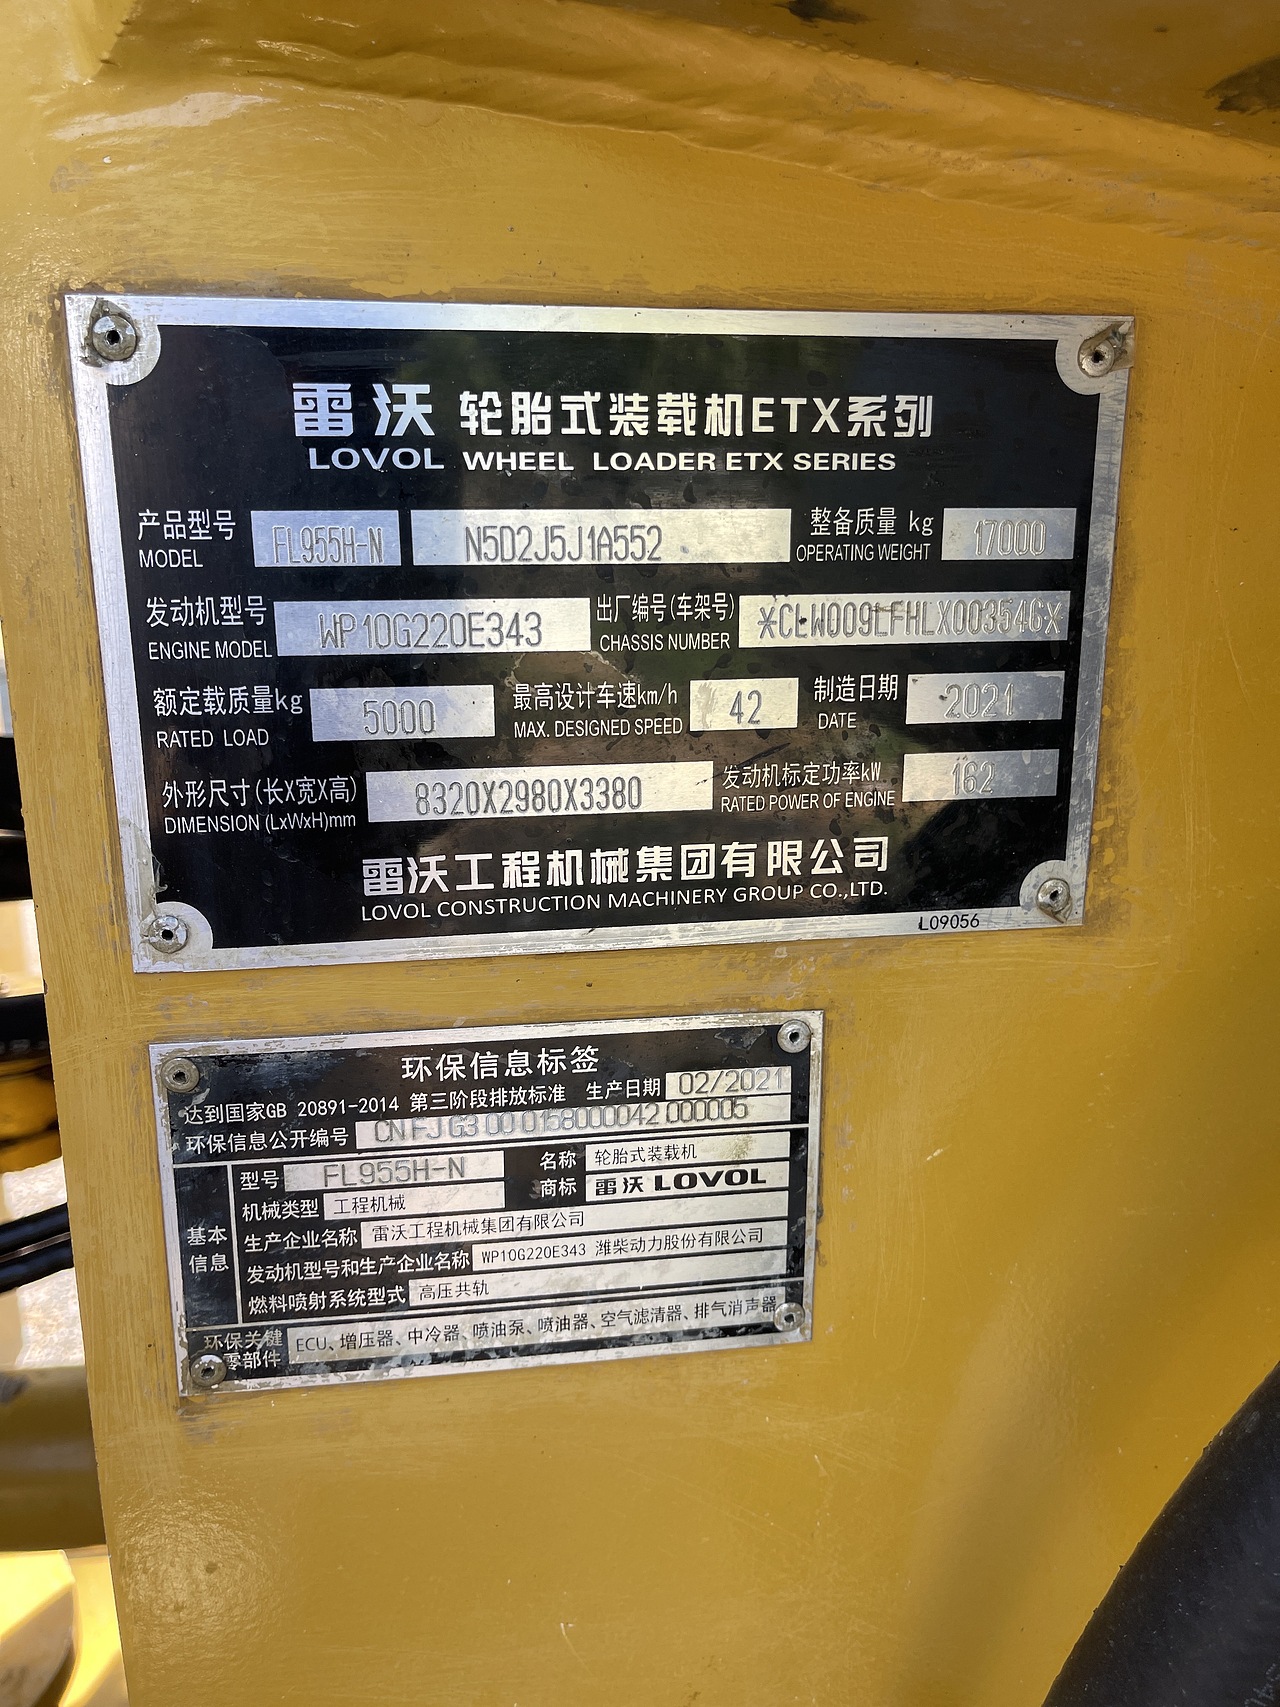 雷沃 轮胎式装载机ETX系列
LOVOL WHEEL LOADER ETX SERIES
产品型号 FL955H-N N5D2J5J1A552 整备质量 kg 17000
MODEL OPERATING WEIGHT
发动机型号 WP10G220E343 出厂编号(车架号) *CLW009LFHLX003546*
ENGINE MODEL CHASSIS NUMBER
额定载质量kg 5000 最高设计车速km/h 42 制造日期 2021
RATED LOAD MAX. DESIGNED SPEED DATE
外形尺寸(长X宽X高) 8320X2980X3380 发动机标定功率kW 162
DIMENSION (LxWxH)mm RATED POWER OF ENGINE
雷沃工程机械集团有限公司
LOVOL CONSTRUCTION MACHINERY GROUP CO.,LTD.
L09056
环保信息标签
达到国家GB 20891-2014 第三阶段排放标准 生产日期 02/2021
环保信息公开编号 CN FJ G3 00 0158000042 000005
基本信息
型号 FL955H-N 名称 轮胎式装载机
机械类型 工程机械 商标 雷沃 LOVOL
生产企业名称 雷沃工程机械集团有限公司
发动机型号和生产企业名称 WP10G220E343 潍柴动力股份有限公司
燃料喷射系统型式 高压共轨
环保关键零部件 ECU、增压器、中冷器、喷油泵、喷油器、空气滤清器、排气消声器